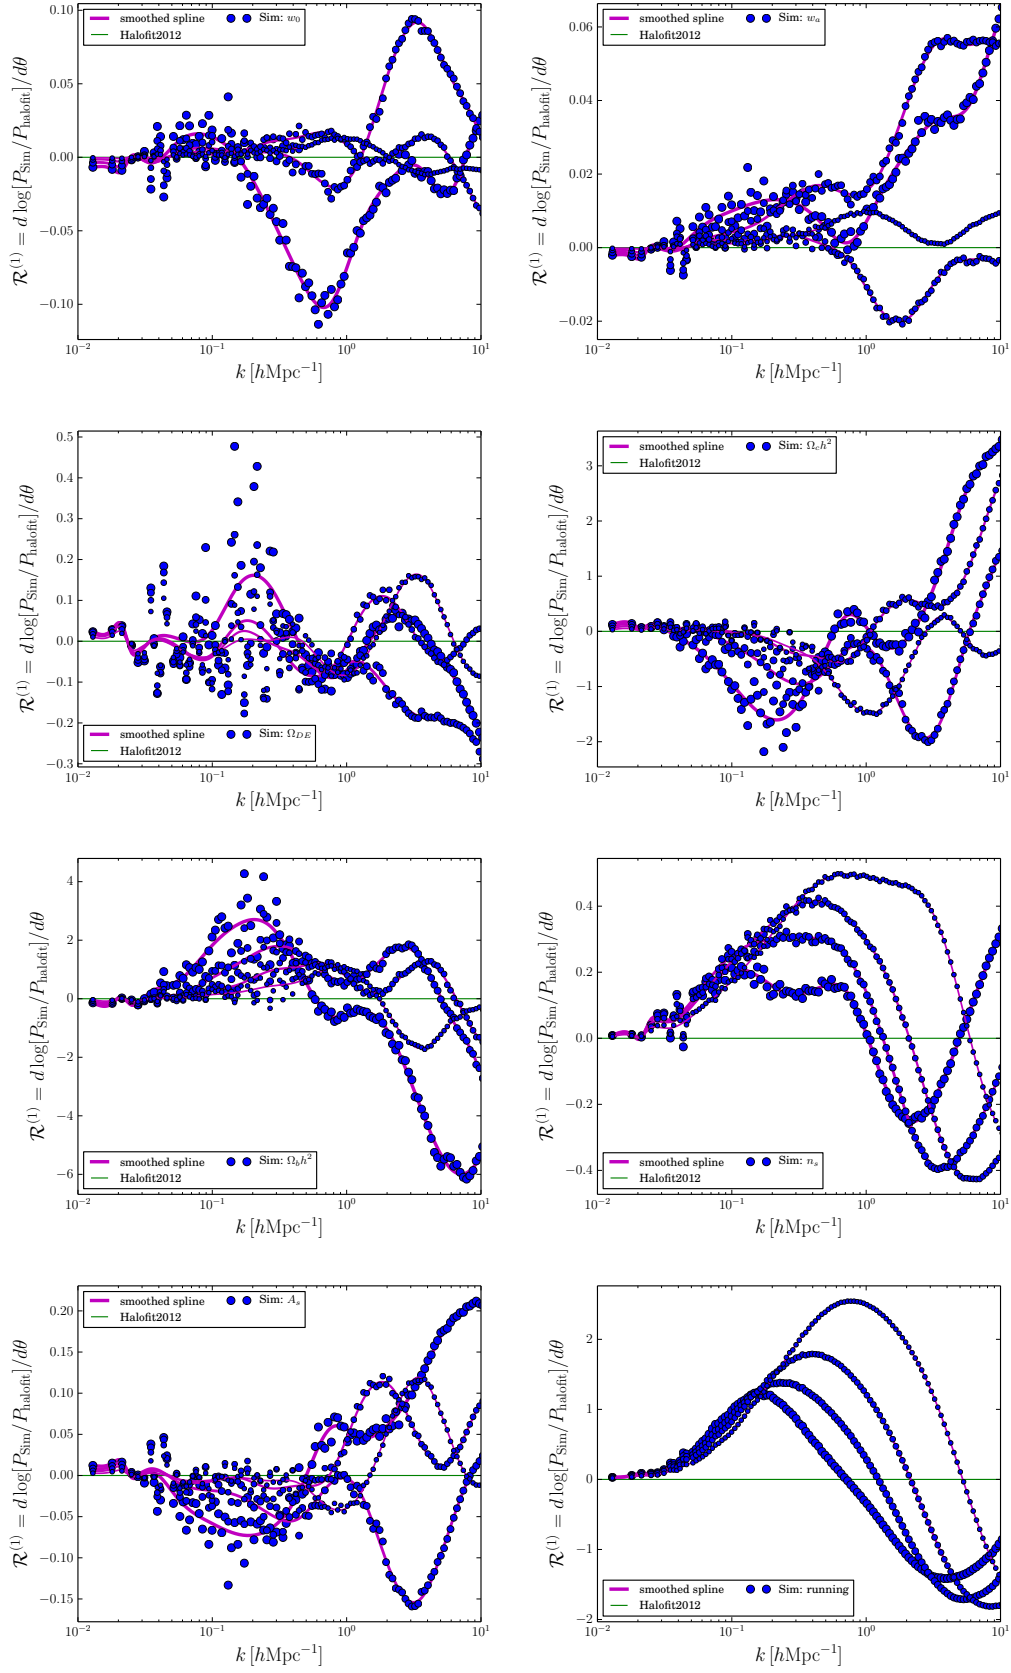 0.10
0.05
0.00
−0.05
−0.10
smoothed spline
Halofit2012
Sim: w₀
10⁻² 10⁻¹ 10⁰ 10¹
k [hMpc⁻¹]
ℛ⁽¹⁾ = d log[P_Sim/P_halofit]/dθ
0.06
0.04
0.02
0.00
−0.02
smoothed spline
Halofit2012
Sim: wₐ
10⁻² 10⁻¹ 10⁰ 10¹
k [hMpc⁻¹]
ℛ⁽¹⁾ = d log[P_Sim/P_halofit]/dθ
0.5
0.4
0.3
0.2
0.1
0.0
−0.1
−0.2
−0.3
smoothed spline
Halofit2012
Sim: Ω_DE
10⁻² 10⁻¹ 10⁰ 10¹
k [hMpc⁻¹]
ℛ⁽¹⁾ = d log[P_Sim/P_halofit]/dθ
3
2
1
0
−1
−2
smoothed spline
Halofit2012
Sim: Ω_c h²
10⁻² 10⁻¹ 10⁰ 10¹
k [hMpc⁻¹]
ℛ⁽¹⁾ = d log[P_Sim/P_halofit]/dθ
4
2
0
−2
−4
−6
smoothed spline
Halofit2012
Sim: Ω_b h²
10⁻² 10⁻¹ 10⁰ 10¹
k [hMpc⁻¹]
ℛ⁽¹⁾ = d log[P_Sim/P_halofit]/dθ
0.4
0.2
0.0
−0.2
−0.4
smoothed spline
Halofit2012
Sim: n_s
10⁻² 10⁻¹ 10⁰ 10¹
k [hMpc⁻¹]
ℛ⁽¹⁾ = d log[P_Sim/P_halofit]/dθ
0.20
0.15
0.10
0.05
0.00
−0.05
−0.10
−0.15
smoothed spline
Halofit2012
Sim: A_s
10⁻² 10⁻¹ 10⁰ 10¹
k [hMpc⁻¹]
ℛ⁽¹⁾ = d log[P_Sim/P_halofit]/dθ
2
1
0
−1
−2
smoothed spline
Halofit2012
Sim: running
10⁻² 10⁻¹ 10⁰ 10¹
k [hMpc⁻¹]
ℛ⁽¹⁾ = d log[P_Sim/P_halofit]/dθ